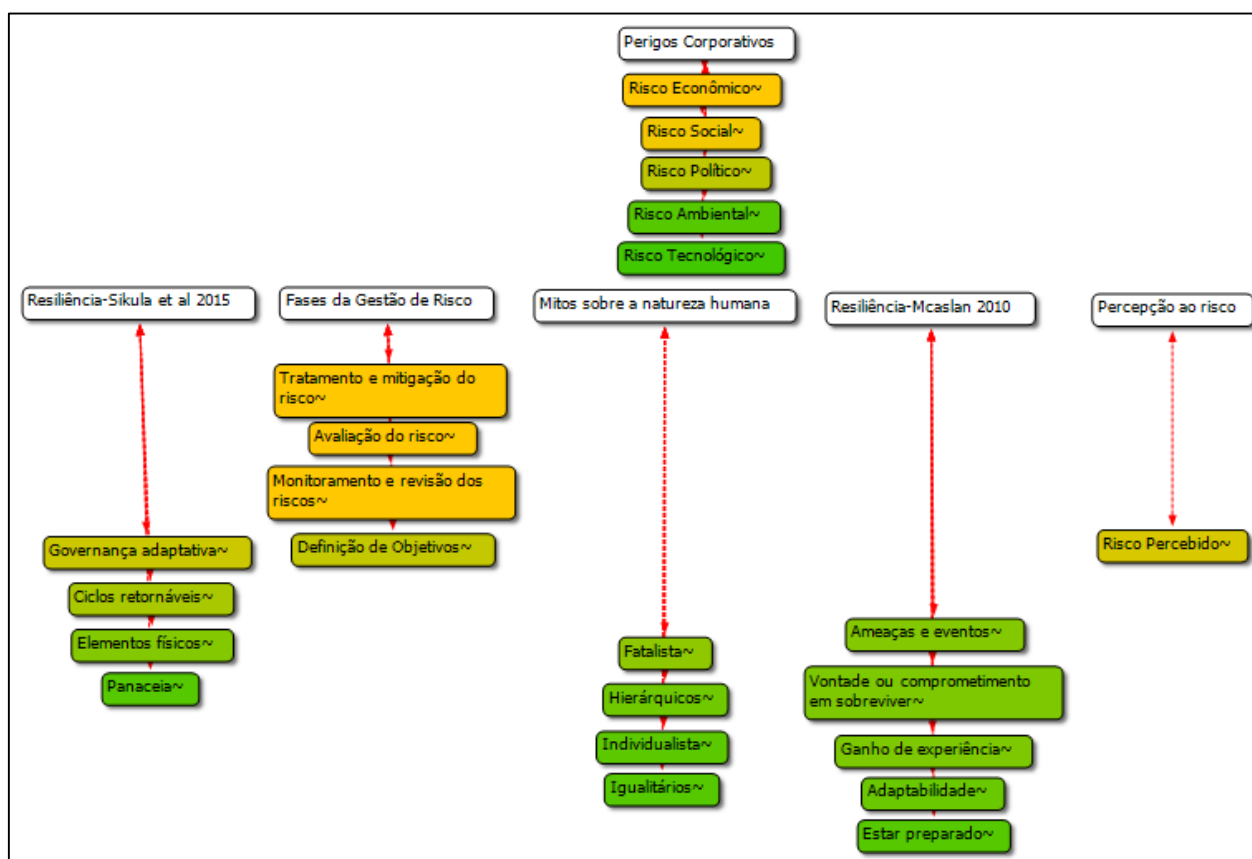 Perigos Corporativos
Risco Econômico~
Risco Social~
Risco Político~
Risco Ambiental~
Risco Tecnológico~
Resiliência-Sikula et al 2015
Governança adaptativa~
Ciclos retornáveis~
Elementos físicos~
Panaceia~
Fases da Gestão de Risco
Tratamento e mitigação do
risco~
Avaliação do risco~
Monitoramento e revisão dos
riscos~
Definição de Objetivos~
Mitos sobre a natureza humana
Fatalista~
Hierárquicos~
Individualista~
Igualitários~
Resiliência-Mcaslan 2010
Ameaças e eventos~
Vontade ou comprometimento
em sobreviver~
Ganho de experiência~
Adaptabilidade~
Estar preparado~
Percepção ao risco
Risco Percebido~